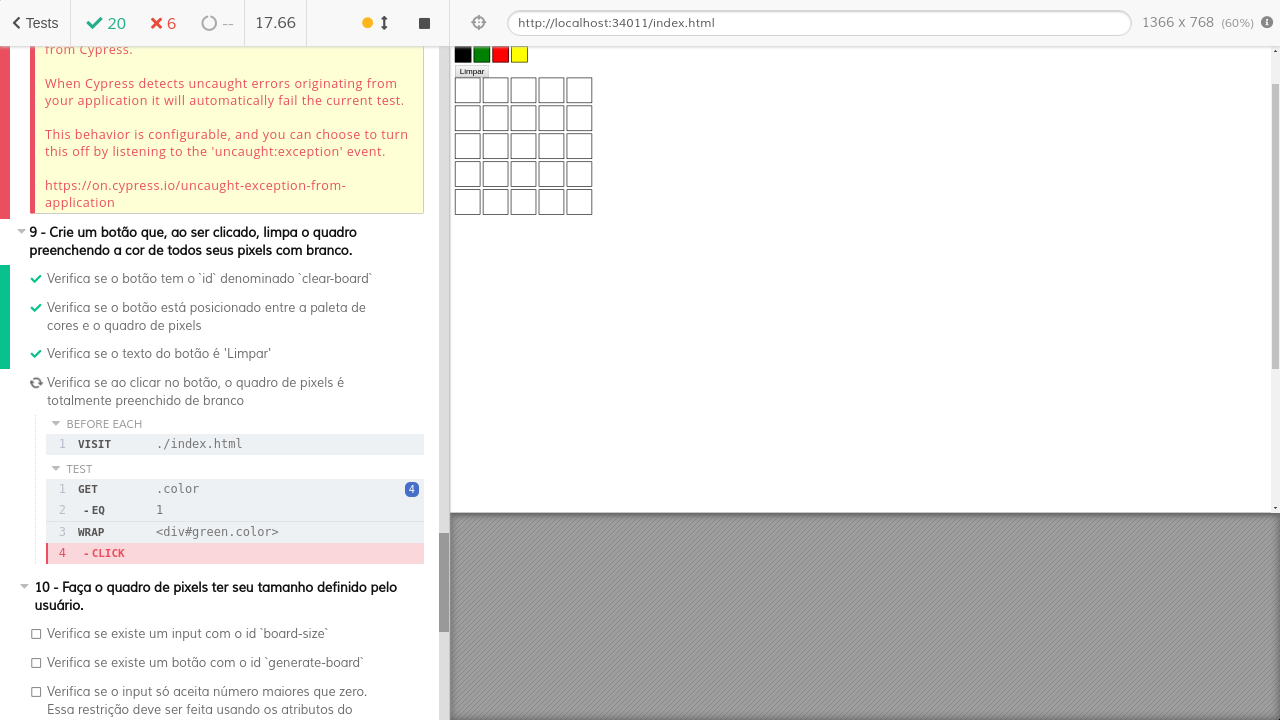 Tests
20
6
--
17.66
http://localhost:34011/index.html
1366 x 768 (60%)
from Cypress.
When Cypress detects uncaught errors originating from
your application it will automatically fail the current test.
This behavior is configurable, and you can choose to turn
this off by listening to the 'uncaught:exception' event.
https://on.cypress.io/uncaught-exception-from-
application
9 - Crie um botão que, ao ser clicado, limpa o quadro
preenchendo a cor de todos seus pixels com branco.
Verifica se o botão tem o `id` denominado `clear-board`
Verifica se o botão está posicionado entre a paleta de
cores e o quadro de pixels
Verifica se o texto do botão é 'Limpar'
Verifica se ao clicar no botão, o quadro de pixels é
totalmente preenchido de branco
BEFORE EACH
1 VISIT ./index.html
TEST
1 GET .color 4
2 - EQ 1
3 WRAP <div#green.color>
4 - CLICK
10 - Faça o quadro de pixels ter seu tamanho definido pelo
usuário.
Verifica se existe um input com o id `board-size`
Verifica se existe um botão com o id `generate-board`
Verifica se o input só aceita número maiores que zero.
Essa restrição deve ser feita usando os atributos do
Limpar